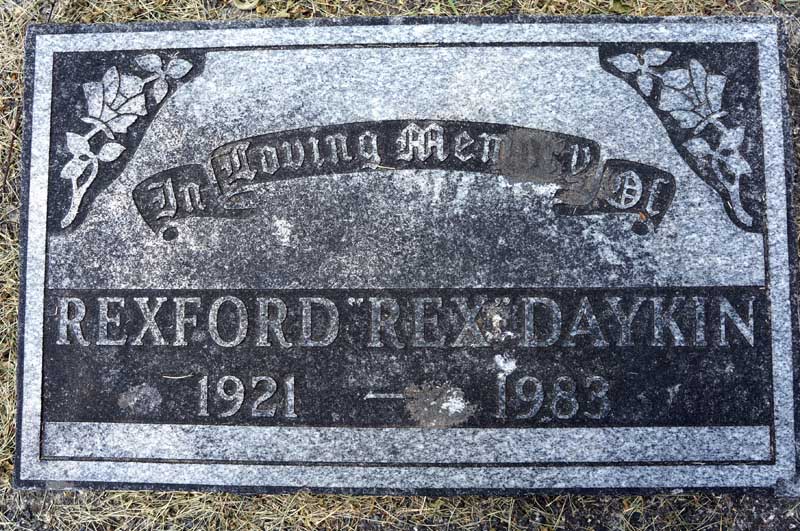 In Loving Memory Of
REXFORD "REX" DAYKIN
1921 — 1983